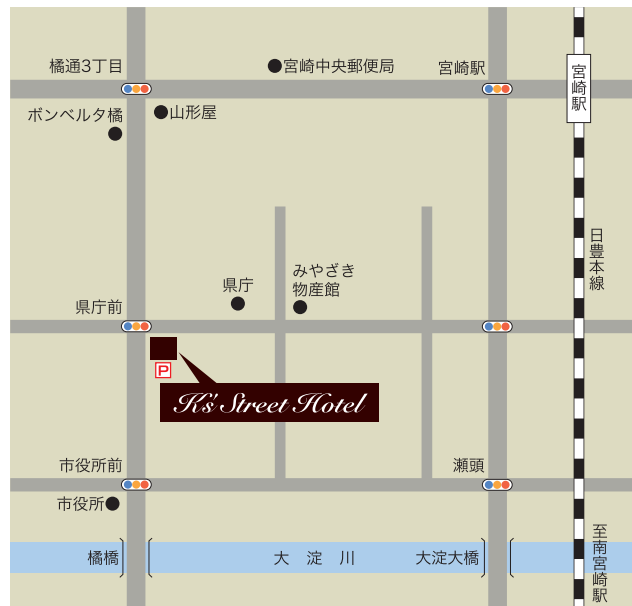 橘通3丁目
宮崎中央郵便局
宮崎駅
宮崎駅
ボンベルタ橘
山形屋
日豊本線
県庁
みやざき
物産館
県庁前
P
K's Street Hotel
市役所前
瀬頭
市役所
橘橋
大淀川
大淀大橋
至南宮崎駅